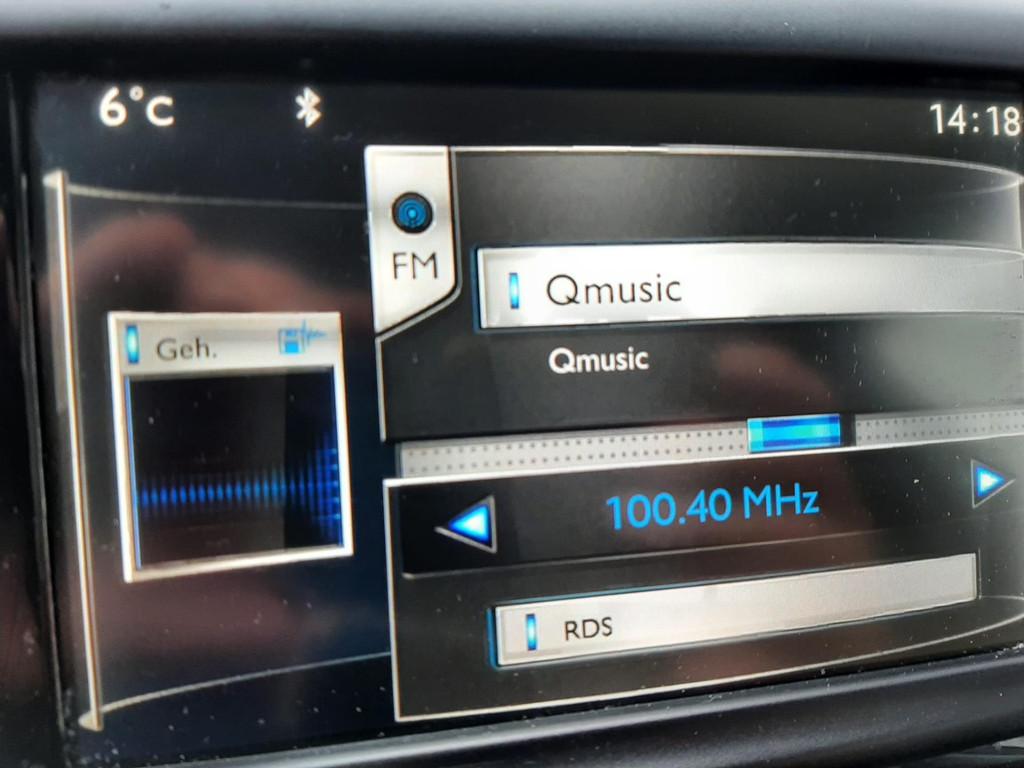 6°C
14:18
FM
Qmusic
Geh.
Qmusic
100.40 MHz
RDS